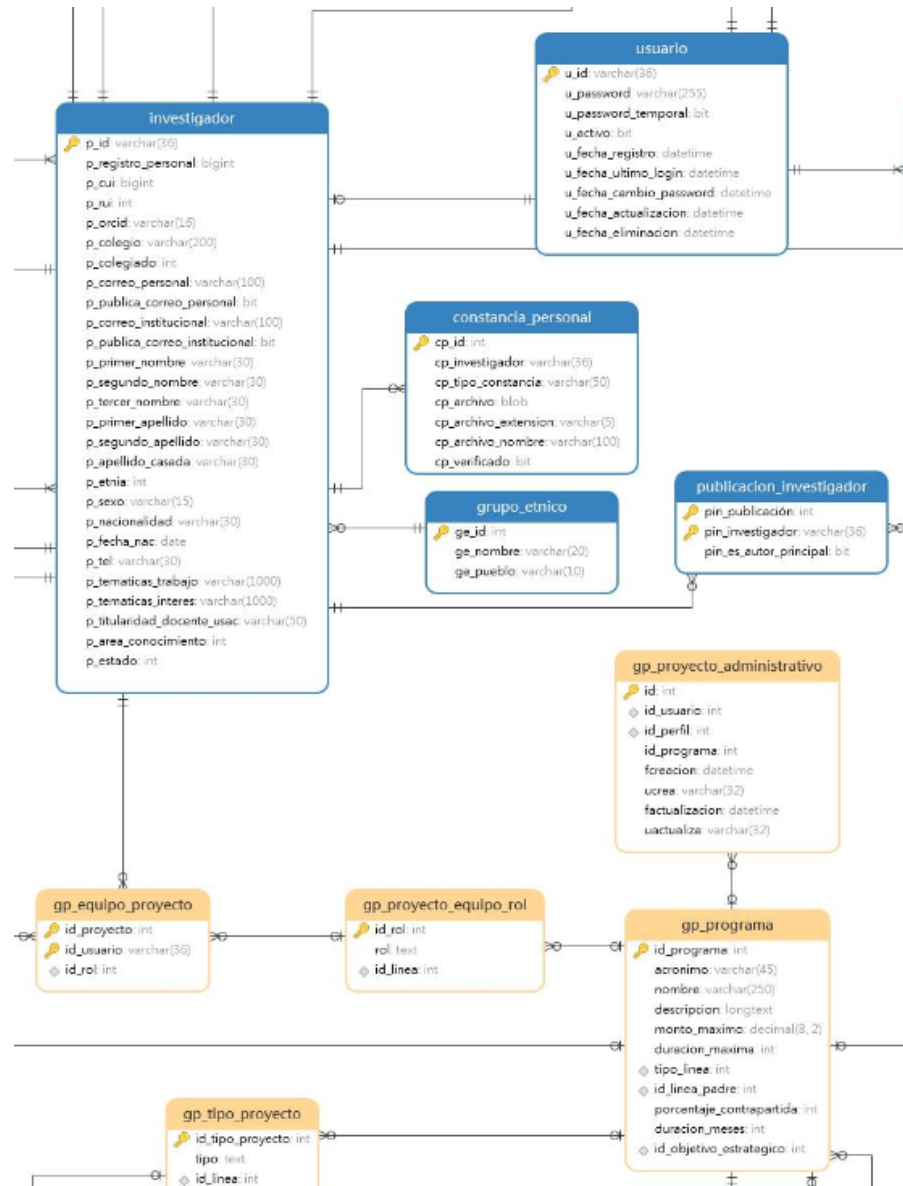 usuario
u_id: varchar(36)
u_password: varchar(255)
u_password_temporal: bit
u_activo: bit
u_fecha_registro: datetime
u_fecha_ultimo_login: datetime
u_fecha_cambio_password: datetime
u_fecha_actualizacion: datetime
u_fecha_eliminacion: datetime
investigador
p_id: varchar(36)
p_registro_personal: bigint
p_cui: bigint
p_rui: int
p_orcid: varchar(16)
p_colegio: varchar(200)
p_colegiado: int
p_correo_personal: varchar(100)
p_publica_correo_personal: bit
p_correo_institucional: varchar(100)
p_publica_correo_institucional: bit
p_primer_nombre: varchar(30)
p_segundo_nombre: varchar(30)
p_tercer_nombre: varchar(30)
p_primer_apellido: varchar(30)
p_segundo_apellido: varchar(30)
p_apellido_casada: varchar(30)
p_etnia: int
p_sexo: varchar(15)
p_nacionalidad: varchar(30)
p_fecha_nac: date
p_tel: varchar(30)
p_tematicas_trabajo: varchar(1000)
p_tematicas_interes: varchar(1000)
p_titularidad_docente_usac: varchar(50)
p_area_conocimiento: int
p_estado: int
constancia_personal
cp_id: int
cp_investigador: varchar(36)
cp_tipo_constancia: varchar(50)
cp_archivo: blob
cp_archivo_extension: varchar(5)
cp_archivo_nombre: varchar(100)
cp_verificado: bit
grupo_etnico
ge_id: int
ge_nombre: varchar(20)
ge_pueblo: varchar(10)
publicacion_investigador
pin_publicación: int
pin_investigador: varchar(36)
pin_es_autor_principal: bit
gp_proyecto_administrativo
id: int
id_usuario: int
id_perfil: int
id_programa: int
fcreacion: datetime
ucrea: varchar(32)
factualizacion: datetime
uactualiza: varchar(32)
gp_equipo_proyecto
id_proyecto: int
id_usuario: varchar(36)
id_rol: int
gp_proyecto_equipo_rol
id_rol: int
rol: text
id_linea: int
gp_programa
id_programa: int
acronimo: varchar(45)
nombre: varchar(250)
descripcion: longtext
monto_maximo: decimal(8, 2)
duracion_maxima: int
tipo_linea: int
id_linea_padre: int
porcentaje_contrapartida: int
duracion_meses: int
id_objetivo_estrategico: int
gp_tipo_proyecto
id_tipo_proyecto: int
tipo: text
id_linea: int